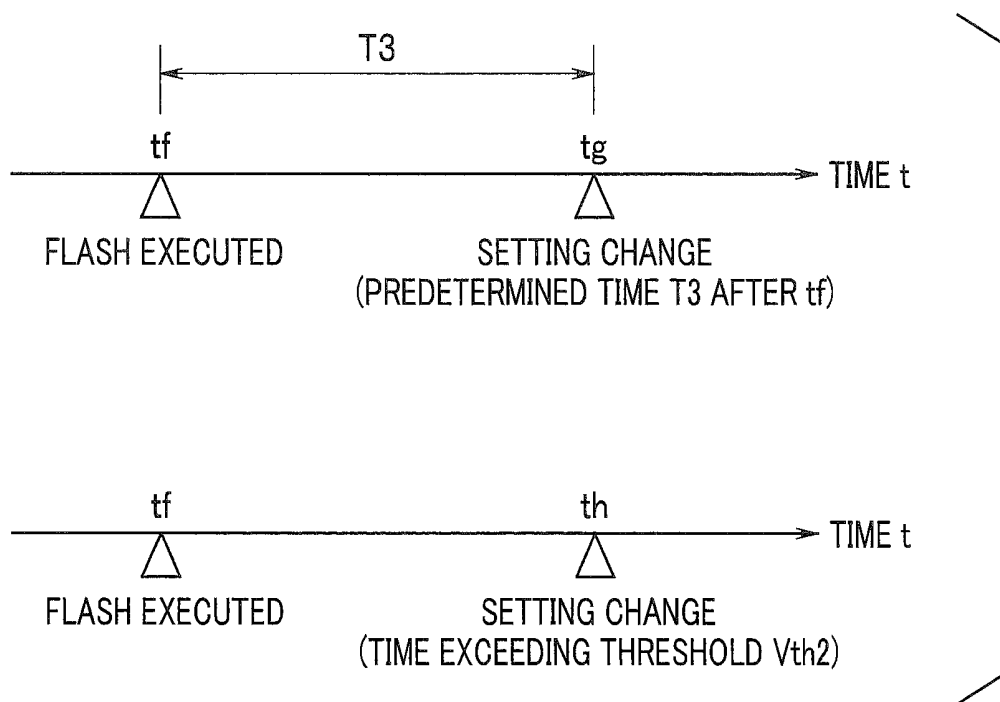 T3
tf
tg
TIME t
FLASH EXECUTED
SETTING CHANGE
(PREDETERMINED TIME T3 AFTER tf)
tf
th
TIME t
FLASH EXECUTED
SETTING CHANGE
(TIME EXCEEDING THRESHOLD Vth2)